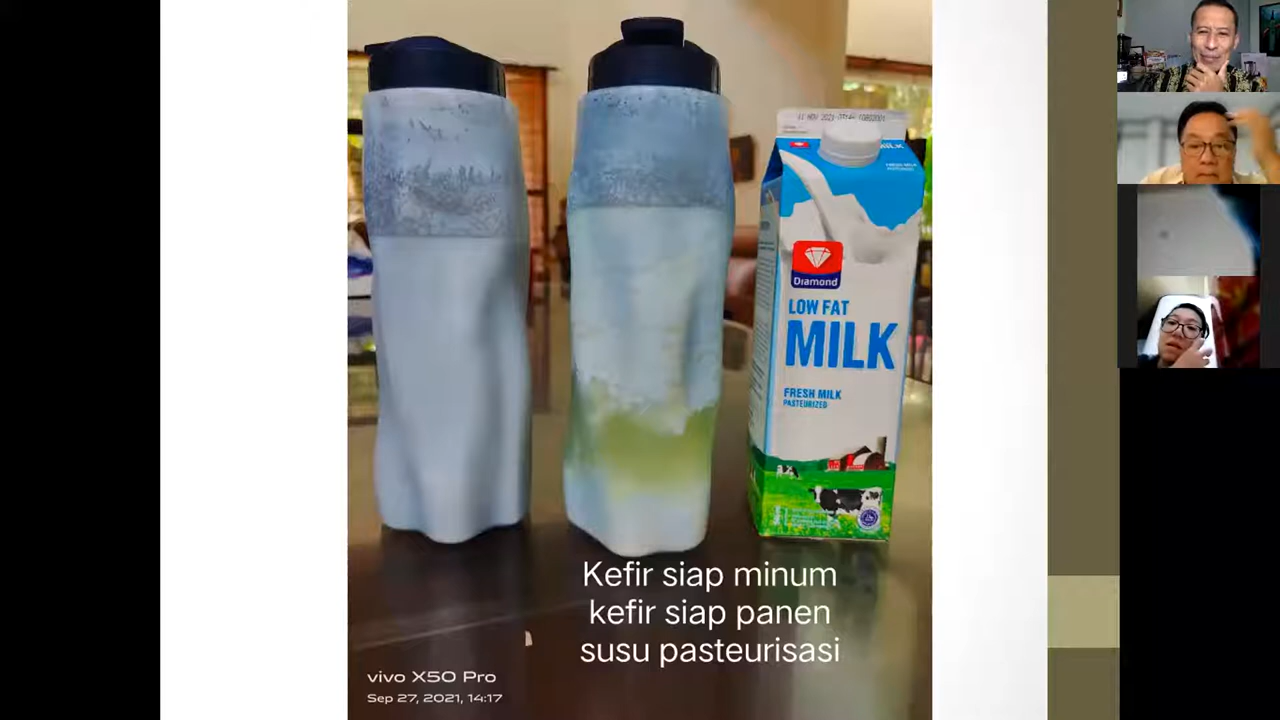 Diamond
LOW FAT
MILK
FRESH MILK
PASTEURIZED
Kefir siap minum
kefir siap panen
susu pasteurisasi
vivo X50 Pro
Sep 27, 2021, 14:17